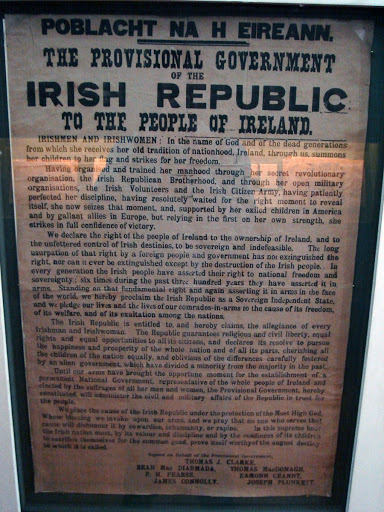 POBLACHT NA H EIREANN.
THE PROVISIONAL GOVERNMENT
OF THE
IRISH REPUBLIC
TO THE PEOPLE OF IRELAND.
IRISHMEN AND IRISHWOMEN: In the name of God and of the dead generations
from which she receives her old tradition of nationhood, Ireland, through us, summons
her children to her flag and strikes for her freedom.
Having organised and trained her manhood through her secret revolutionary
organisation, the Irish Republican Brotherhood, and through her open military
organisations, the Irish Volunteers and the Irish Citizen Army, having patiently
perfected her discipline, having resolutely waited for the right moment to reveal
itself, she now seizes that moment, and, supported by her exiled children in America
and by gallant allies in Europe, but relying in the first on her own strength, she
strikes in full confidence of victory.
We declare the right of the people of Ireland to the ownership of Ireland, and to
the unfettered control of Irish destinies, to be sovereign and indefeasible. The long
usurpation of that right by a foreign people and government has not extinguished the
right, nor can it ever be extinguished except by the destruction of the Irish people. In
every generation the Irish people have asserted their right to national freedom and
sovereignty; six times during the past three hundred years they have asserted it in
arms. Standing on that fundamental right and again asserting it in arms in the face
of the world, we hereby proclaim the Irish Republic as a Sovereign Independent State,
and we pledge our lives and the lives of our comrades-in-arms to the cause of its freedom,
of its welfare, and of its exaltation among the nations.
The Irish Republic is entitled to, and hereby claims, the allegiance of every
Irishman and Irishwoman. The Republic guarantees religious and civil liberty, equal
rights and equal opportunities to all its citizens, and declares its resolve to pursue
the happiness and prosperity of the whole nation and of all its parts, cherishing all
the children of the nation equally, and oblivious of the differences carefully fostered
by an alien government, which have divided a minority from the majority in the past.
Until our arms have brought the opportune moment for the establishment of a
permanent National Government, representative of the whole people of Ireland and
elected by the suffrages of all her men and women, the Provisional Government, hereby
constituted, will administer the civil and military affairs of the Republic in trust for
the people.
We place the cause of the Irish Republic under the protection of the Most High God,
Whose blessing we invoke upon our arms, and we pray that no one who serves that
cause will dishonour it by cowardice, inhumanity, or rapine. In this supreme hour
the Irish nation must, by its valour and discipline and by the readiness of its children
to sacrifice themselves for the common good, prove itself worthy of the august destiny
to which it is called.
Signed on Behalf of the Provisional Government,
THOMAS J. CLARKE,
SEAN Mac DIARMADA, THOMAS MacDONAGH,
P. H. PEARSE, EAMONN CEANNT,
JAMES CONNOLLY, JOSEPH PLUNKETT.